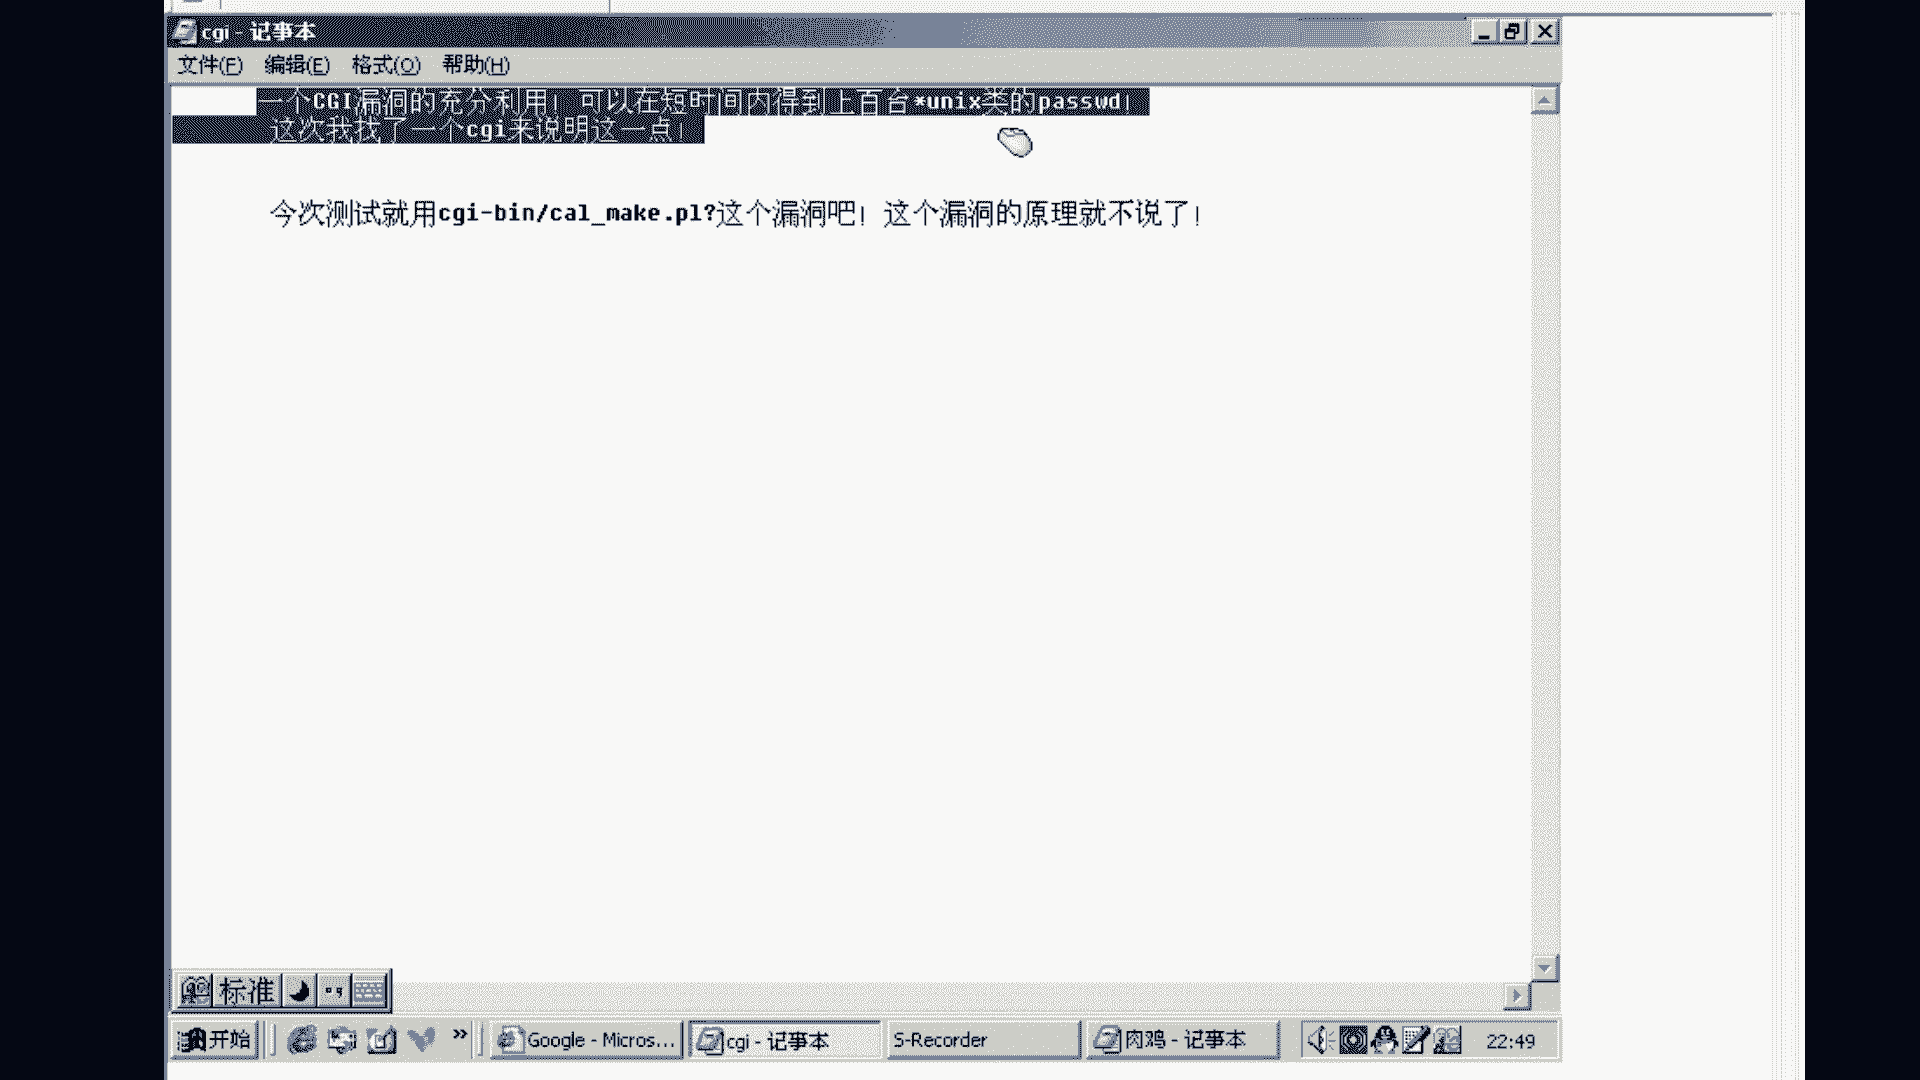 cgi - 记事本
文件(F) 编辑(E) 格式(O) 帮助(H)
一个CGI漏洞的充分利用！可以在短时间内得到上百台*unix类的passwd！
这次我找了一个cgi来说明这一点！
今次测试就用cgi-bin/cal_make.pl?这个漏洞吧！这个漏洞的原理就不说了！
标准
开始 » Google - Micros... cgi - 记事本 S-Recorder 肉鸡 - 记事本 22:49